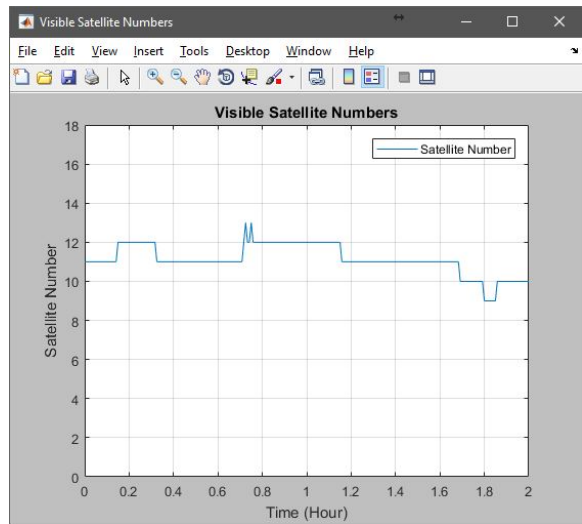 Visible Satellite Numbers
File Edit View Insert Tools Desktop Window Help
Visible Satellite Numbers
Satellite Number
18
16
14
12
10
8
6
4
2
0
Satellite Number
0 0.2 0.4 0.6 0.8 1 1.2 1.4 1.6 1.8 2
Time (Hour)